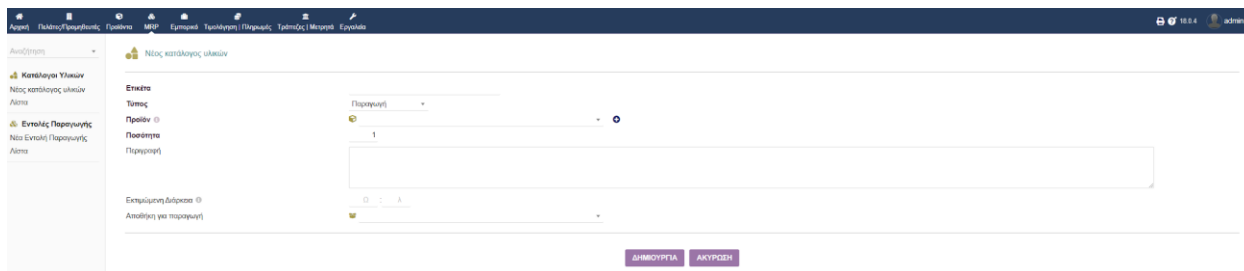 Αρχική Πελάτες/Προμηθευτές Προϊόντα MRP Εμπορικά Τιμολόγηση | Πληρωμές Τράπεζες | Μετρητά Εργαλεία 18.0.4 admin
Αναζήτηση
Νέος κατάλογος υλικών
Κατάλογοι Υλικών
Νέος κατάλογος υλικών
Λίστα
Εντολές Παραγωγής
Νέα Εντολή Παραγωγής
Λίστα
Ετικέτα
Τύπος Παραγωγή
Προϊόν
Ποσότητα 1
Περιγραφή
Εκτιμώμενη Διάρκεια Ω : Λ
Αποθήκη για παραγωγή
ΔΗΜΙΟΥΡΓΙΑ ΑΚΥΡΩΣΗ